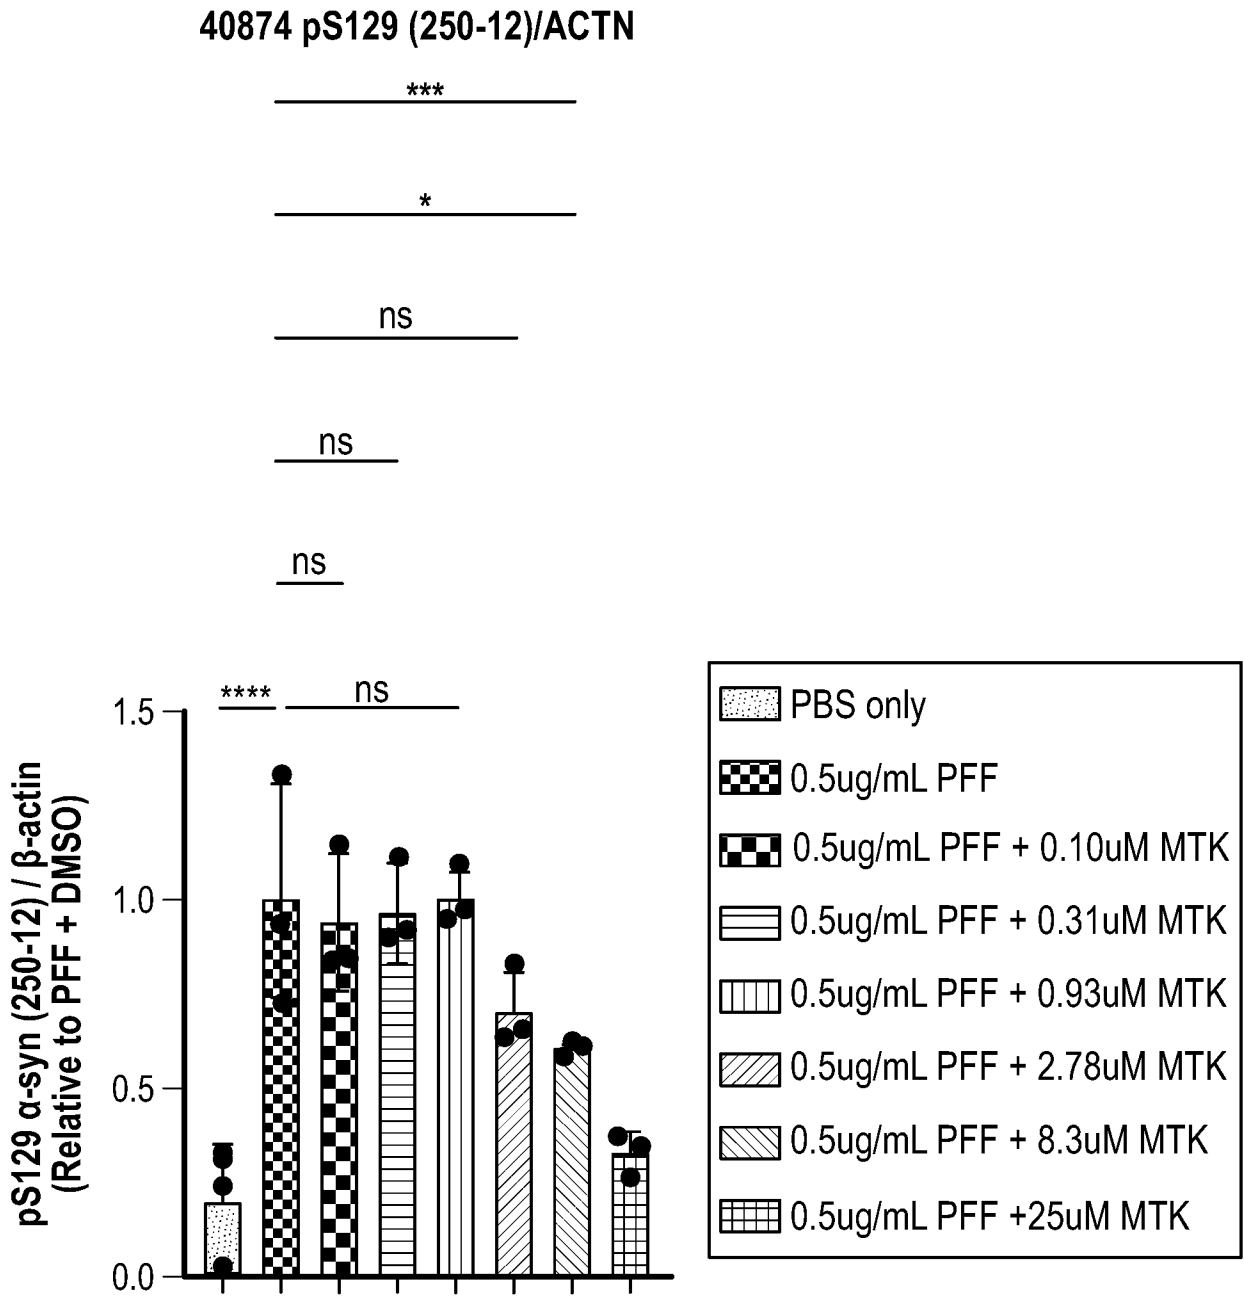 40874 pS129 (250-12)/ACTN
***
*
ns
ns
ns
**** ns
1.5
1.0
0.5
0.0
pS129 α-syn (250-12) / β-actin
(Relative to PFF + DMSO)
PBS only
0.5ug/mL PFF
0.5ug/mL PFF + 0.10uM MTK
0.5ug/mL PFF + 0.31uM MTK
0.5ug/mL PFF + 0.93uM MTK
0.5ug/mL PFF + 2.78uM MTK
0.5ug/mL PFF + 8.3uM MTK
0.5ug/mL PFF +25uM MTK